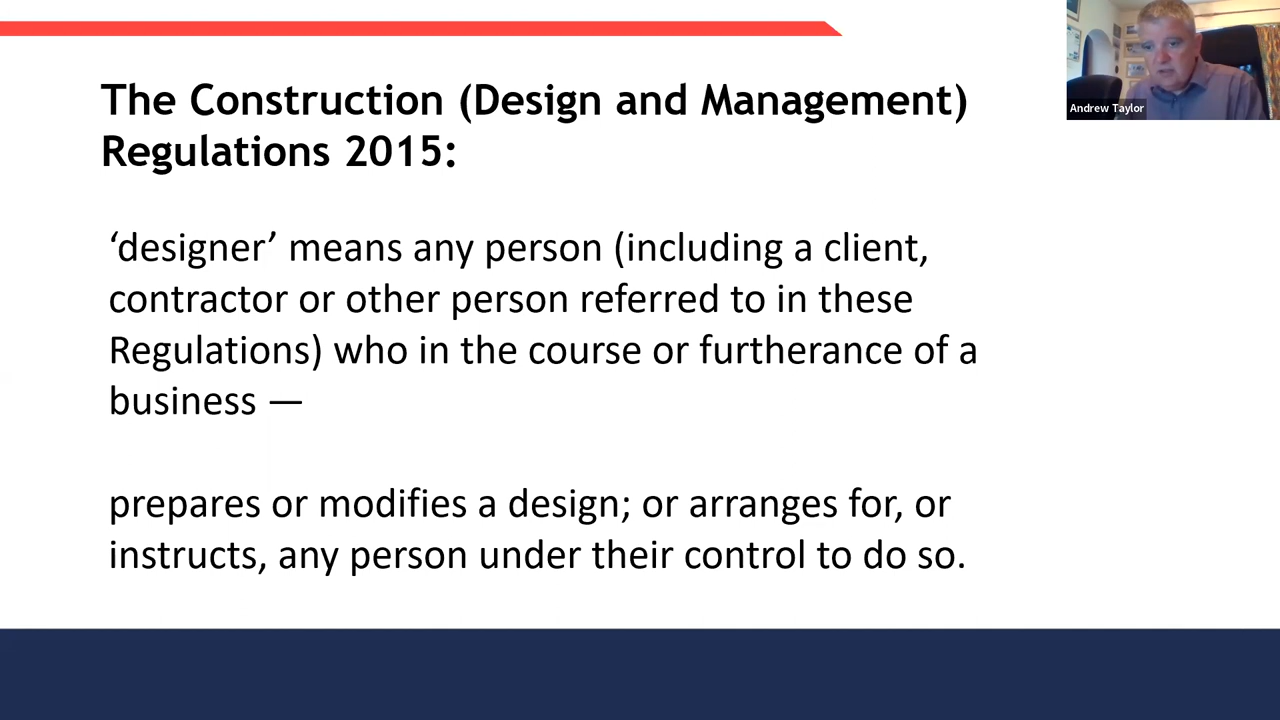 The Construction (Design and Management)
Regulations 2015:
‘designer’ means any person (including a client,
contractor or other person referred to in these
Regulations) who in the course or furtherance of a
business —
prepares or modifies a design; or arranges for, or
instructs, any person under their control to do so.
Andrew Taylor